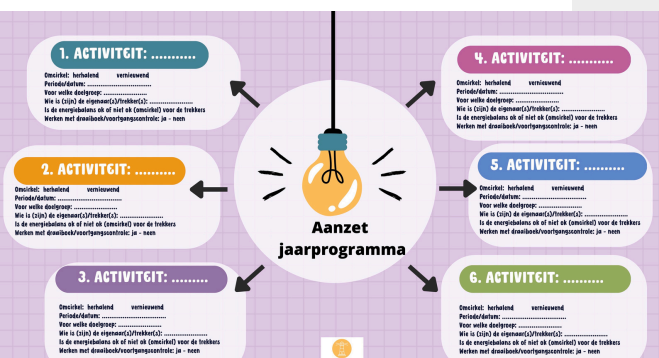 1. ACTIVITEIT: ...........
Omcirkel: herhalend vernieuwend
Periode/datum: ................................
Voor welke doelgroep: ......................
Wie is (zijn) de eigenaar(s)/trekker(s): ......................
Is de energiebalans ok of niet ok (omcirkel) voor de trekkers
Werken met draaiboek/voortgangscontrole: ja - neen
2. ACTIVITEIT: ..........
Omcirkel: herhalend vernieuwend
Periode/datum: ................................
Voor welke doelgroep: ......................
Wie is (zijn) de eigenaar(s)/trekker(s): ......................
Is de energiebalans ok of niet ok (omcirkel) voor de trekkers
Werken met draaiboek/voortgangscontrole: ja - neen
3. ACTIVITEIT: .........
Omcirkel: herhalend vernieuwend
Periode/datum: ................................
Voor welke doelgroep: ......................
Wie is (zijn) de eigenaar(s)/trekker(s): ......................
Is de energiebalans ok of niet ok (omcirkel) voor de trekkers
Werken met draaiboek/voortgangscontrole: ja - neen
Aanzet
jaarprogramma
4. ACTIVITEIT: ..........
Omcirkel: herhalend vernieuwend
Periode/datum: ................................
Voor welke doelgroep: ......................
Wie is (zijn) de eigenaar(s)/trekker(s): ......................
Is de energiebalans ok of niet ok (omcirkel) voor de trekkers
Werken met draaiboek/voortgangscontrole: ja - neen
5. ACTIVITEIT: ..........
Omcirkel: herhalend vernieuwend
Periode/datum: ................................
Voor welke doelgroep: ......................
Wie is (zijn) de eigenaar(s)/trekker(s): ......................
Is de energiebalans ok of niet ok (omcirkel) voor de trekkers
Werken met draaiboek/voortgangscontrole: ja - neen
6. ACTIVITEIT: ..........
Omcirkel: herhalend vernieuwend
Periode/datum: ................................
Voor welke doelgroep: ......................
Wie is (zijn) de eigenaar(s)/trekker(s): ......................
Is de energiebalans ok of niet ok (omcirkel) voor de trekkers
Werken met draaiboek/voortgangscontrole: ja - neen